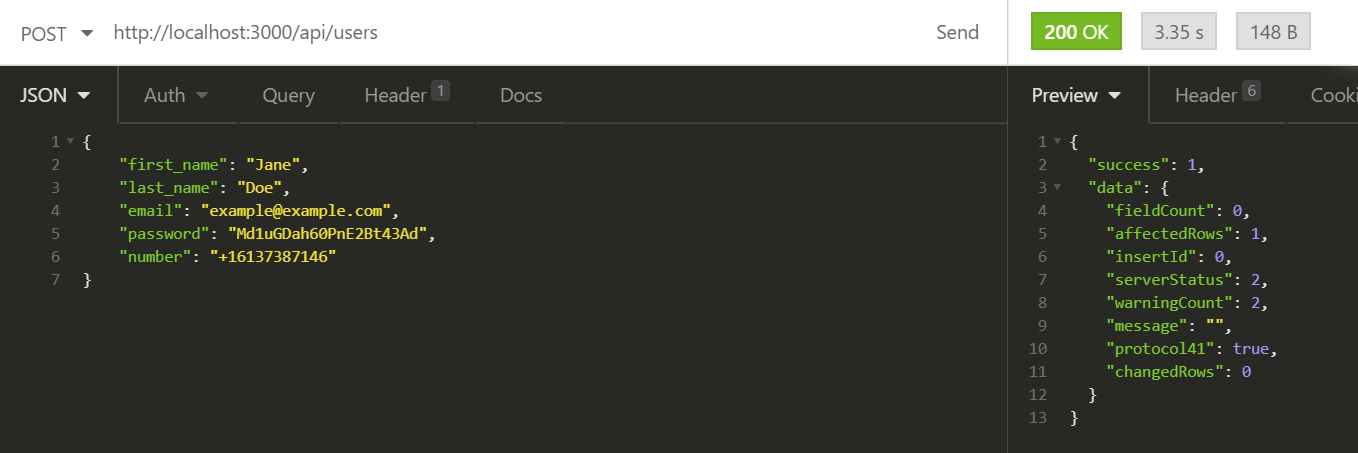 POST http://localhost:3000/api/users Send 200 OK 3.35 s 148 B
JSON Auth Query Header 1 Docs Preview Header 6
1 {
2 "first_name": "Jane",
3 "last_name": "Doe",
4 "email": "example@example.com",
5 "password": "Md1uGDah60PnE2Bt43Ad",
6 "number": "+16137387146"
7 }
1 {
2 "success": 1,
3 "data": {
4 "fieldCount": 0,
5 "affectedRows": 1,
6 "insertId": 0,
7 "serverStatus": 2,
8 "warningCount": 2,
9 "message": "",
10 "protocol41": true,
11 "changedRows": 0
12 }
13 }